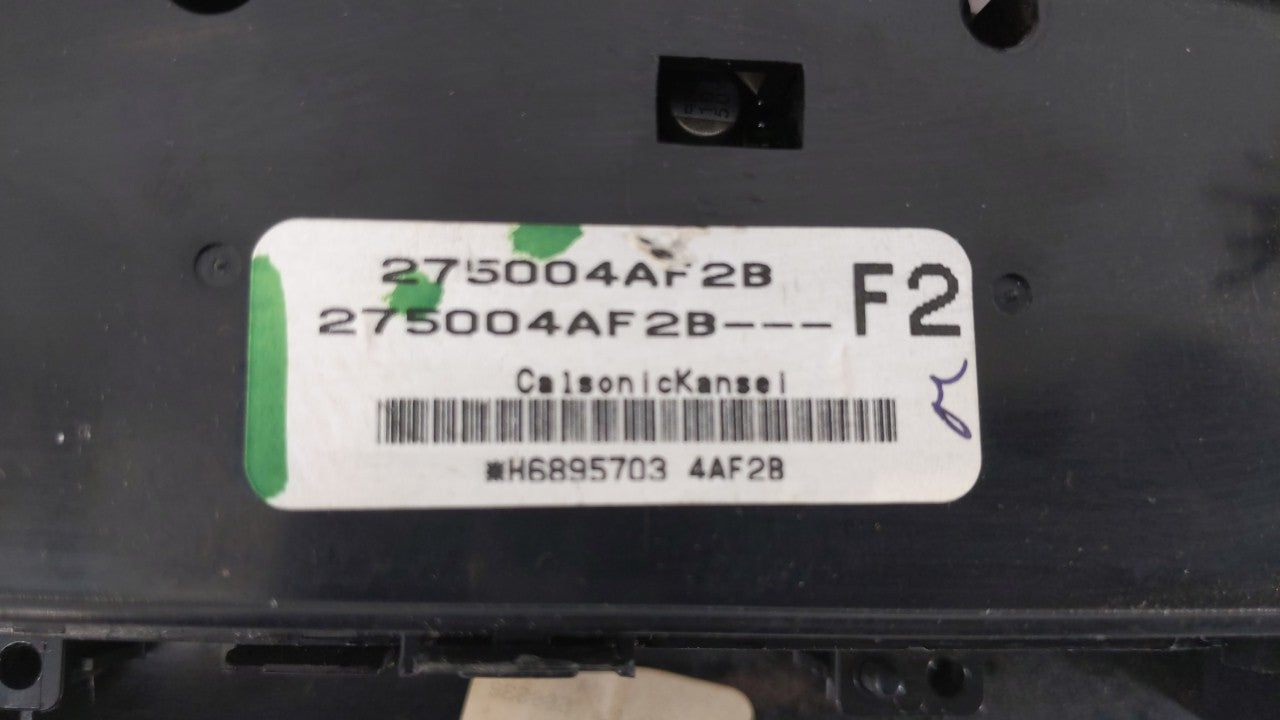 275004AF2B
275004AF2B---
F2
CalsonicKansei
*H6895703 4AF2B